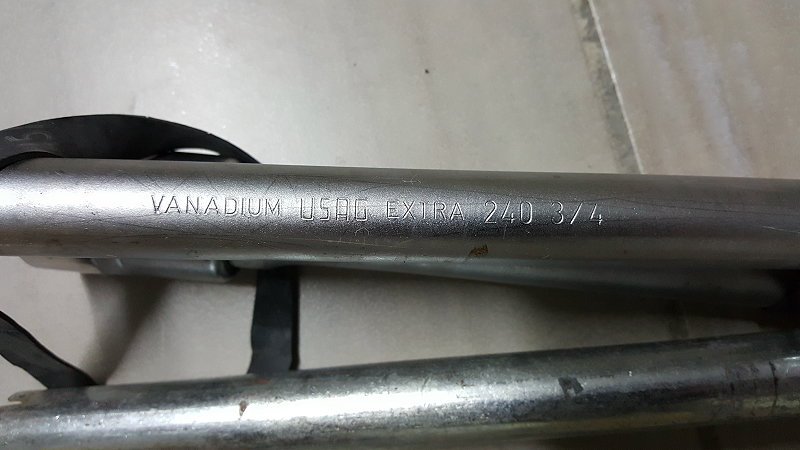 VANADIUM USAG EXTRA 240 3/4